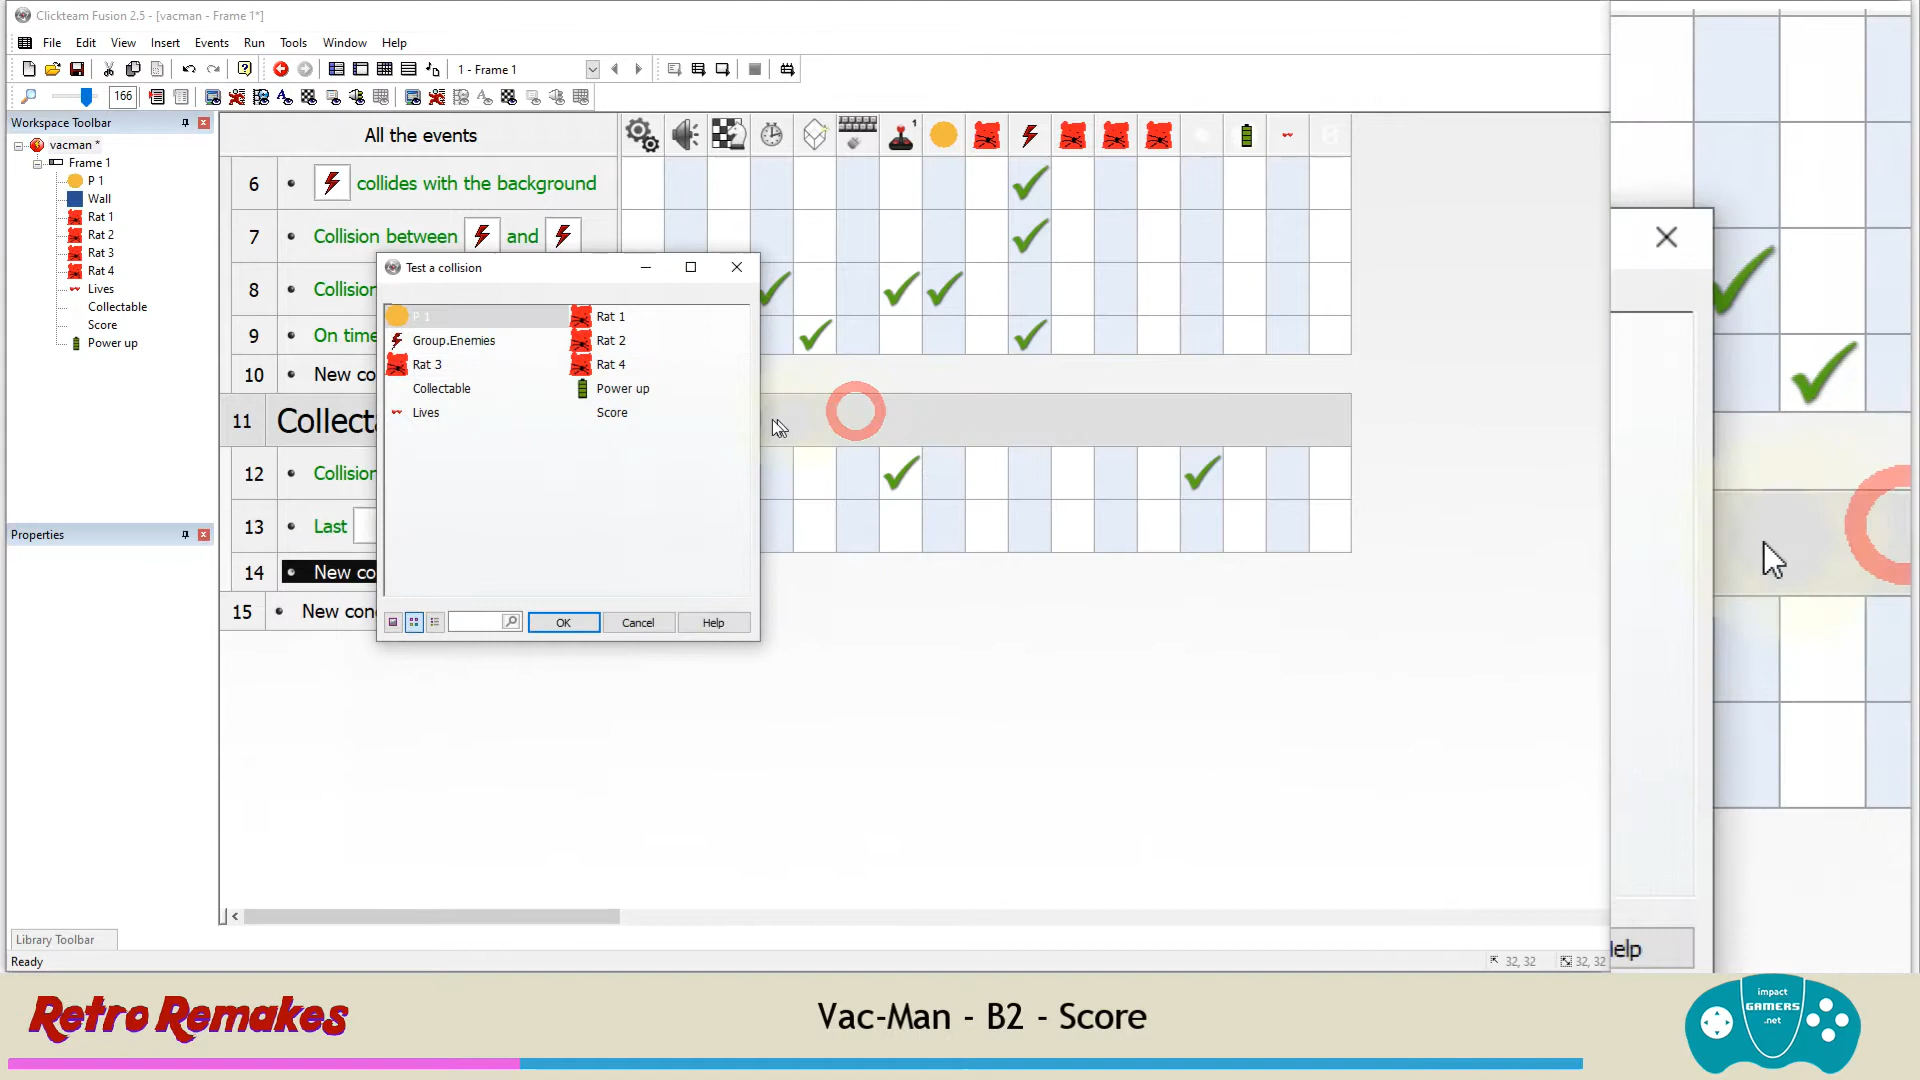 Clickteam Fusion 2.5 - [vacman - Frame 1*]
File Edit View Insert Events Run Tools Window Help
1 - Frame 1
166
Workspace Toolbar
vacman *
Frame 1
P 1
Wall
Rat 1
Rat 2
Rat 3
Rat 4
Lives
Collectable
Score
Power up
Properties
Library Toolbar
Ready
All the events
1
6 • collides with the background
7 • Collision between and
8 • Collision
9 • On time
10 • New co
11 Collecta
12 • Collision
13 • Last
14 • New co
15 • New con
Test a collision
P 1 Rat 1
Group.Enemies Rat 2
Rat 3 Rat 4
Collectable Power up
Lives Score
OK Cancel Help
32, 32 32, 32
elp
Retro Remakes
Vac-Man - B2 - Score
impact
GAMERS
.net